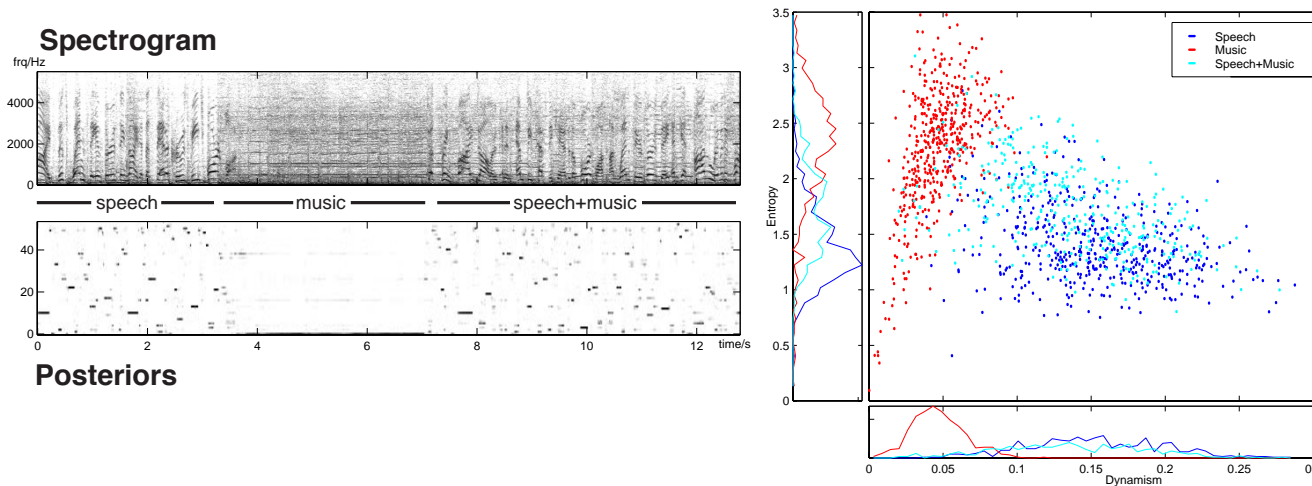 Spectrogram
frq/Hz
4000
2000
0
speech music speech+music
40
20
0
0 2 4 6 8 10 12 time/s
Posteriors
3.5
3
2.5
2
1.5
1
0.5
0
Entropy
Speech
Music
Speech+Music
0 0.05 0.1 0.15 0.2 0.25 0.3
Dynamism